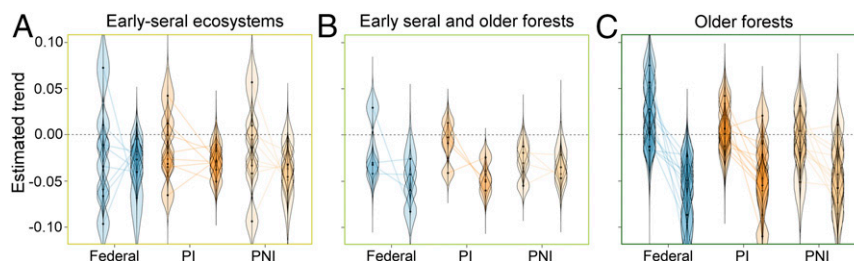 A Early-seral ecosystems B Early seral and older forests C Older forests
Estimated trend
0.10
0.05
0.00
-0.05
-0.10
Federal PI PNI Federal PI PNI Federal PI PNI